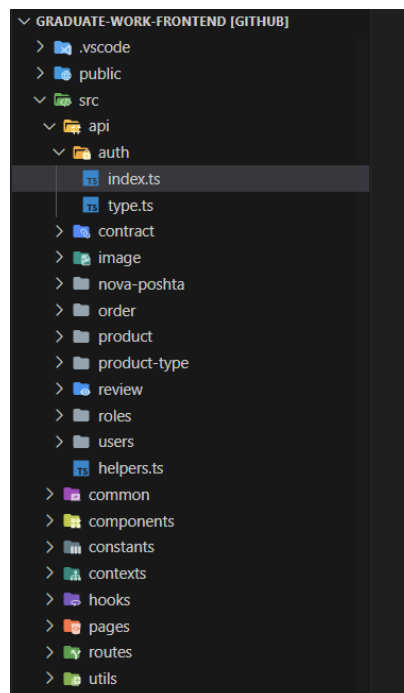 GRADUATE-WORK-FRONTEND [GITHUB]
.vscode
public
src
api
auth
TS index.ts
TS type.ts
contract
image
nova-poshta
order
product
product-type
review
roles
users
TS helpers.ts
common
components
constants
contexts
hooks
pages
routes
utils